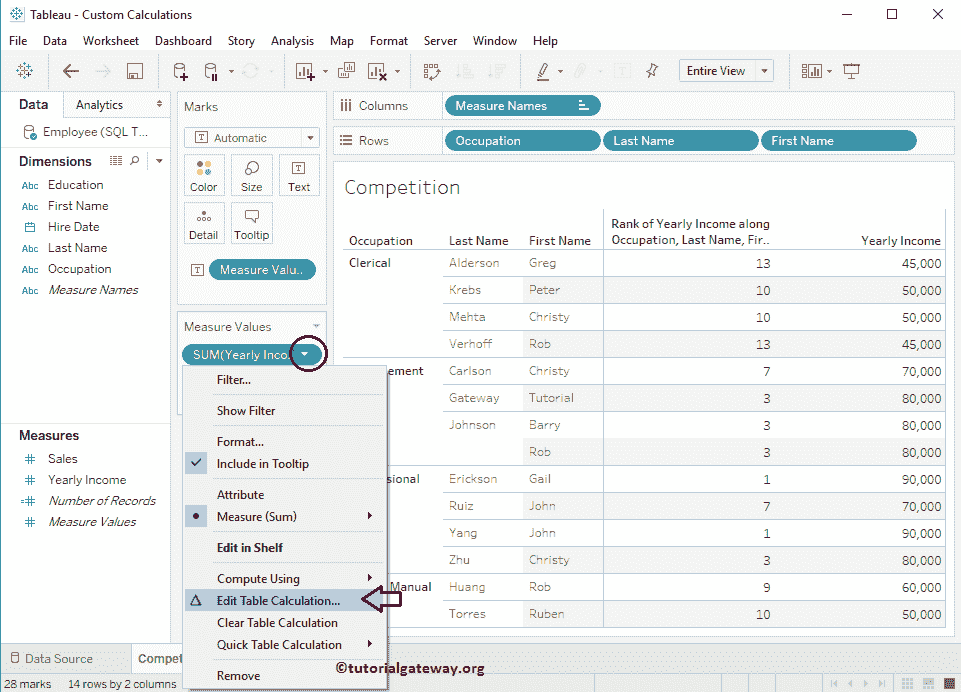 Tableau - Custom Calculations
File Data Worksheet Dashboard Story Analysis Map Format Server Window Help
Entire View
Data Analytics
Employee (SQL T...
Dimensions
Abc Education
Abc First Name
Hire Date
Abc Last Name
Abc Occupation
Abc Measure Names
Measures
# Sales
# Yearly Income
=# Number of Records
# Measure Values
Marks
T Automatic
Color Size Text
Detail Tooltip
T Measure Valu..
Measure Values
SUM(Yearly Inco.
Filter...
Show Filter
Format...
Include in Tooltip
Attribute
Measure (Sum)
Edit in Shelf
Compute Using
Edit Table Calculation...
Clear Table Calculation
Quick Table Calculation
Remove
Columns Measure Names
Rows Occupation Last Name First Name
Competition
Rank of Yearly Income along
Occupation Last Name First Name Occupation, Last Name, Fir.. Yearly Income
Clerical Alderson Greg 13 45,000
Krebs Peter 10 50,000
Mehta Christy 10 50,000
Verhoff Rob 13 45,000
ement Carlson Christy 7 70,000
Gateway Tutorial 3 80,000
Johnson Barry 3 80,000
Rob 3 80,000
sional Erickson Gail 1 90,000
Ruiz John 7 70,000
Yang John 1 90,000
Zhu Christy 3 80,000
Manual Huang Rob 9 60,000
Torres Ruben 10 50,000
©tutorialgateway.org
Data Source Compet
28 marks 14 rows by 2 columns